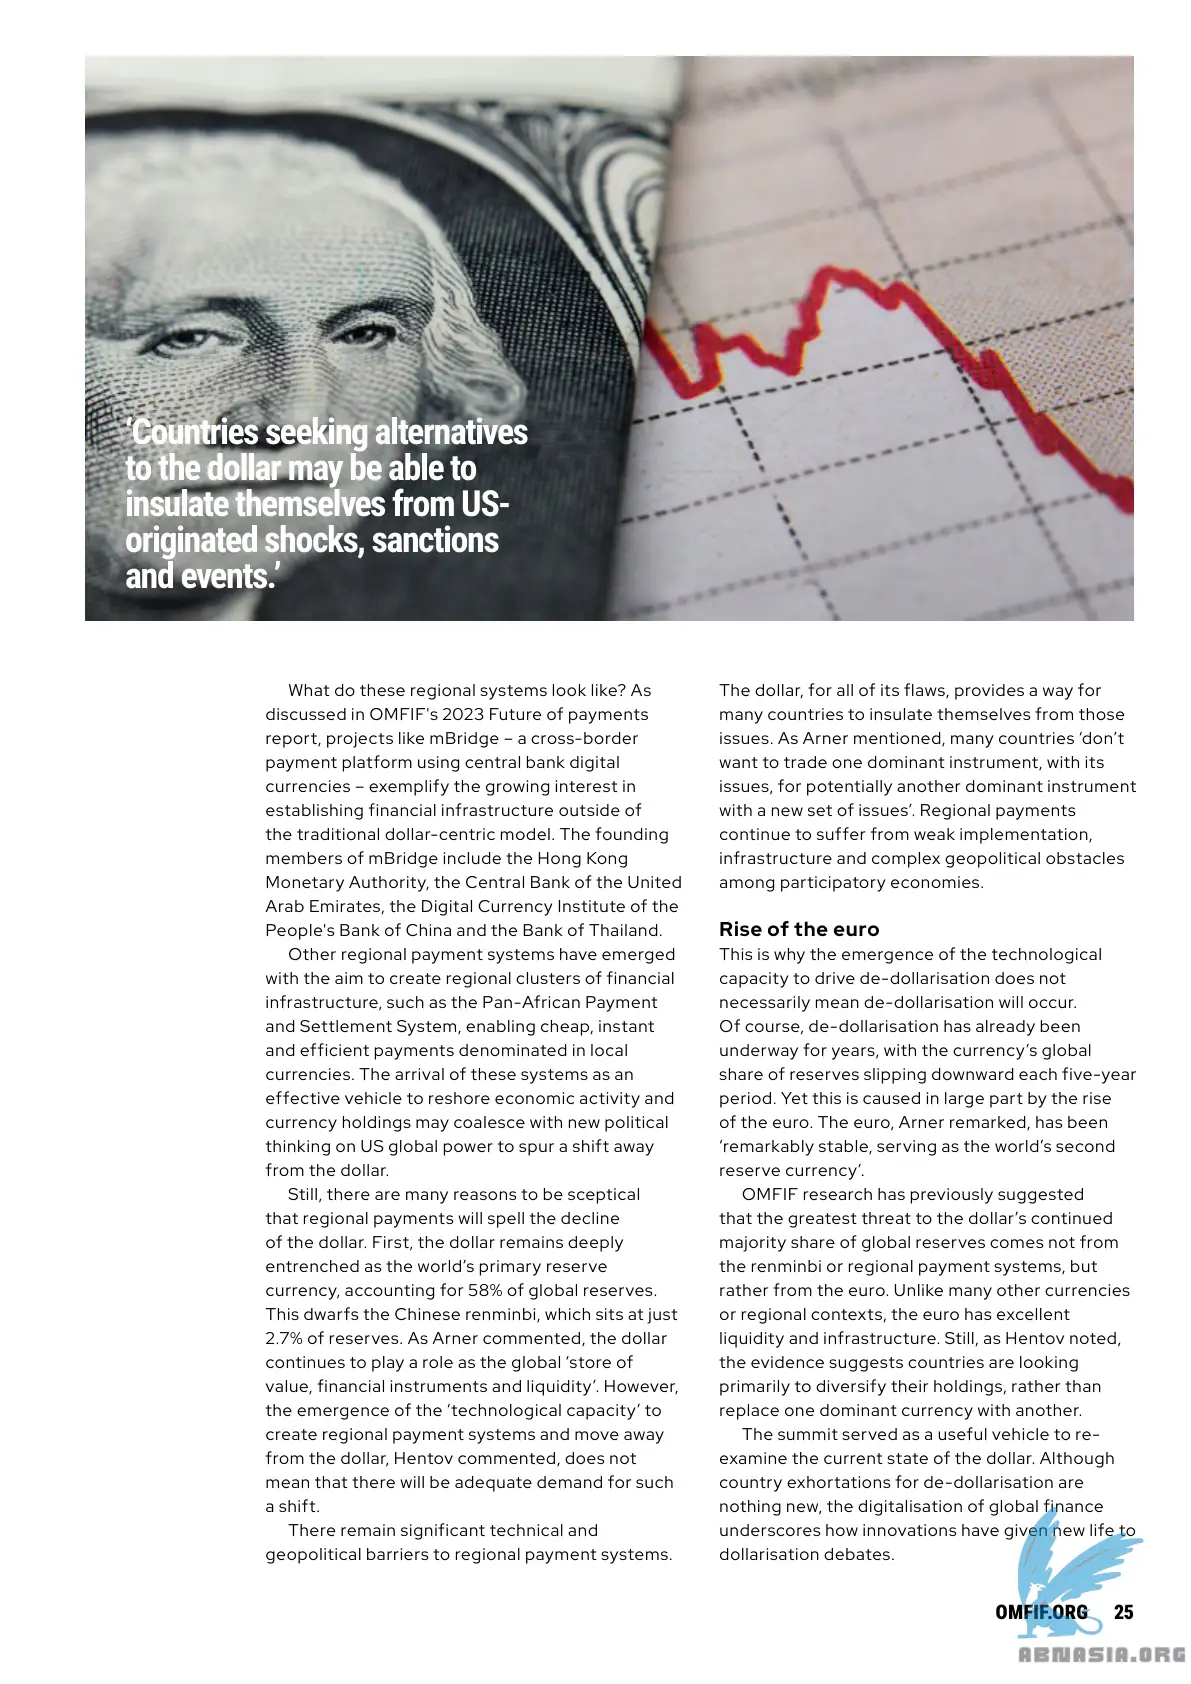 ‘Countries seeking alternatives
to the dollar may be able to
insulate themselves from US-
originated shocks, sanctions
and events.’
What do these regional systems look like? As
discussed in OMFIF's 2023 Future of payments
report, projects like mBridge – a cross-border
payment platform using central bank digital
currencies – exemplify the growing interest in
establishing financial infrastructure outside of
the traditional dollar-centric model. The founding
members of mBridge include the Hong Kong
Monetary Authority, the Central Bank of the United
Arab Emirates, the Digital Currency Institute of the
People's Bank of China and the Bank of Thailand.
Other regional payment systems have emerged
with the aim to create regional clusters of financial
infrastructure, such as the Pan-African Payment
and Settlement System, enabling cheap, instant
and efficient payments denominated in local
currencies. The arrival of these systems as an
effective vehicle to reshore economic activity and
currency holdings may coalesce with new political
thinking on US global power to spur a shift away
from the dollar.
Still, there are many reasons to be sceptical
that regional payments will spell the decline
of the dollar. First, the dollar remains deeply
entrenched as the world’s primary reserve
currency, accounting for 58% of global reserves.
This dwarfs the Chinese renminbi, which sits at just
2.7% of reserves. As Arner commented, the dollar
continues to play a role as the global ‘store of
value, financial instruments and liquidity’. However,
the emergence of the ‘technological capacity’ to
create regional payment systems and move away
from the dollar, Hentov commented, does not
mean that there will be adequate demand for such
a shift.
There remain significant technical and
geopolitical barriers to regional payment systems.
The dollar, for all of its flaws, provides a way for
many countries to insulate themselves from those
issues. As Arner mentioned, many countries ‘don’t
want to trade one dominant instrument, with its
issues, for potentially another dominant instrument
with a new set of issues’. Regional payments
continue to suffer from weak implementation,
infrastructure and complex geopolitical obstacles
among participatory economies.
Rise of the euro
This is why the emergence of the technological
capacity to drive de-dollarisation does not
necessarily mean de-dollarisation will occur.
Of course, de-dollarisation has already been
underway for years, with the currency’s global
share of reserves slipping downward each five-year
period. Yet this is caused in large part by the rise
of the euro. The euro, Arner remarked, has been
‘remarkably stable, serving as the world’s second
reserve currency’.
OMFIF research has previously suggested
that the greatest threat to the dollar’s continued
majority share of global reserves comes not from
the renminbi or regional payment systems, but
rather from the euro. Unlike many other currencies
or regional contexts, the euro has excellent
liquidity and infrastructure. Still, as Hentov noted,
the evidence suggests countries are looking
primarily to diversify their holdings, rather than
replace one dominant currency with another.
The summit served as a useful vehicle to re-
examine the current state of the dollar. Although
country exhortations for de-dollarisation are
nothing new, the digitalisation of global finance
underscores how innovations have given new life to
dollarisation debates.
OMFIF.ORG 25
ABNASIA.ORG